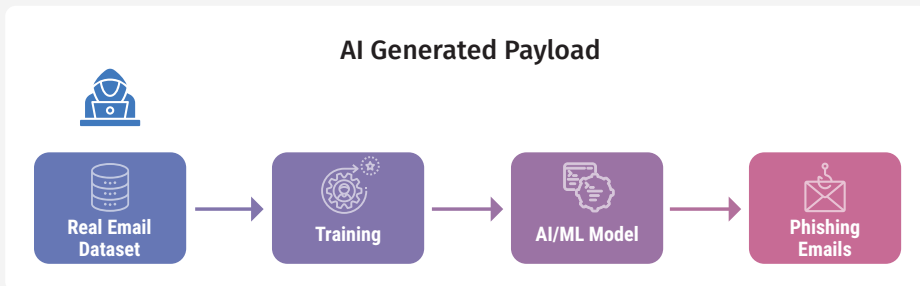 AI Generated Payload
Real Email
Dataset
Training
AI/ML Model
Phishing
Emails